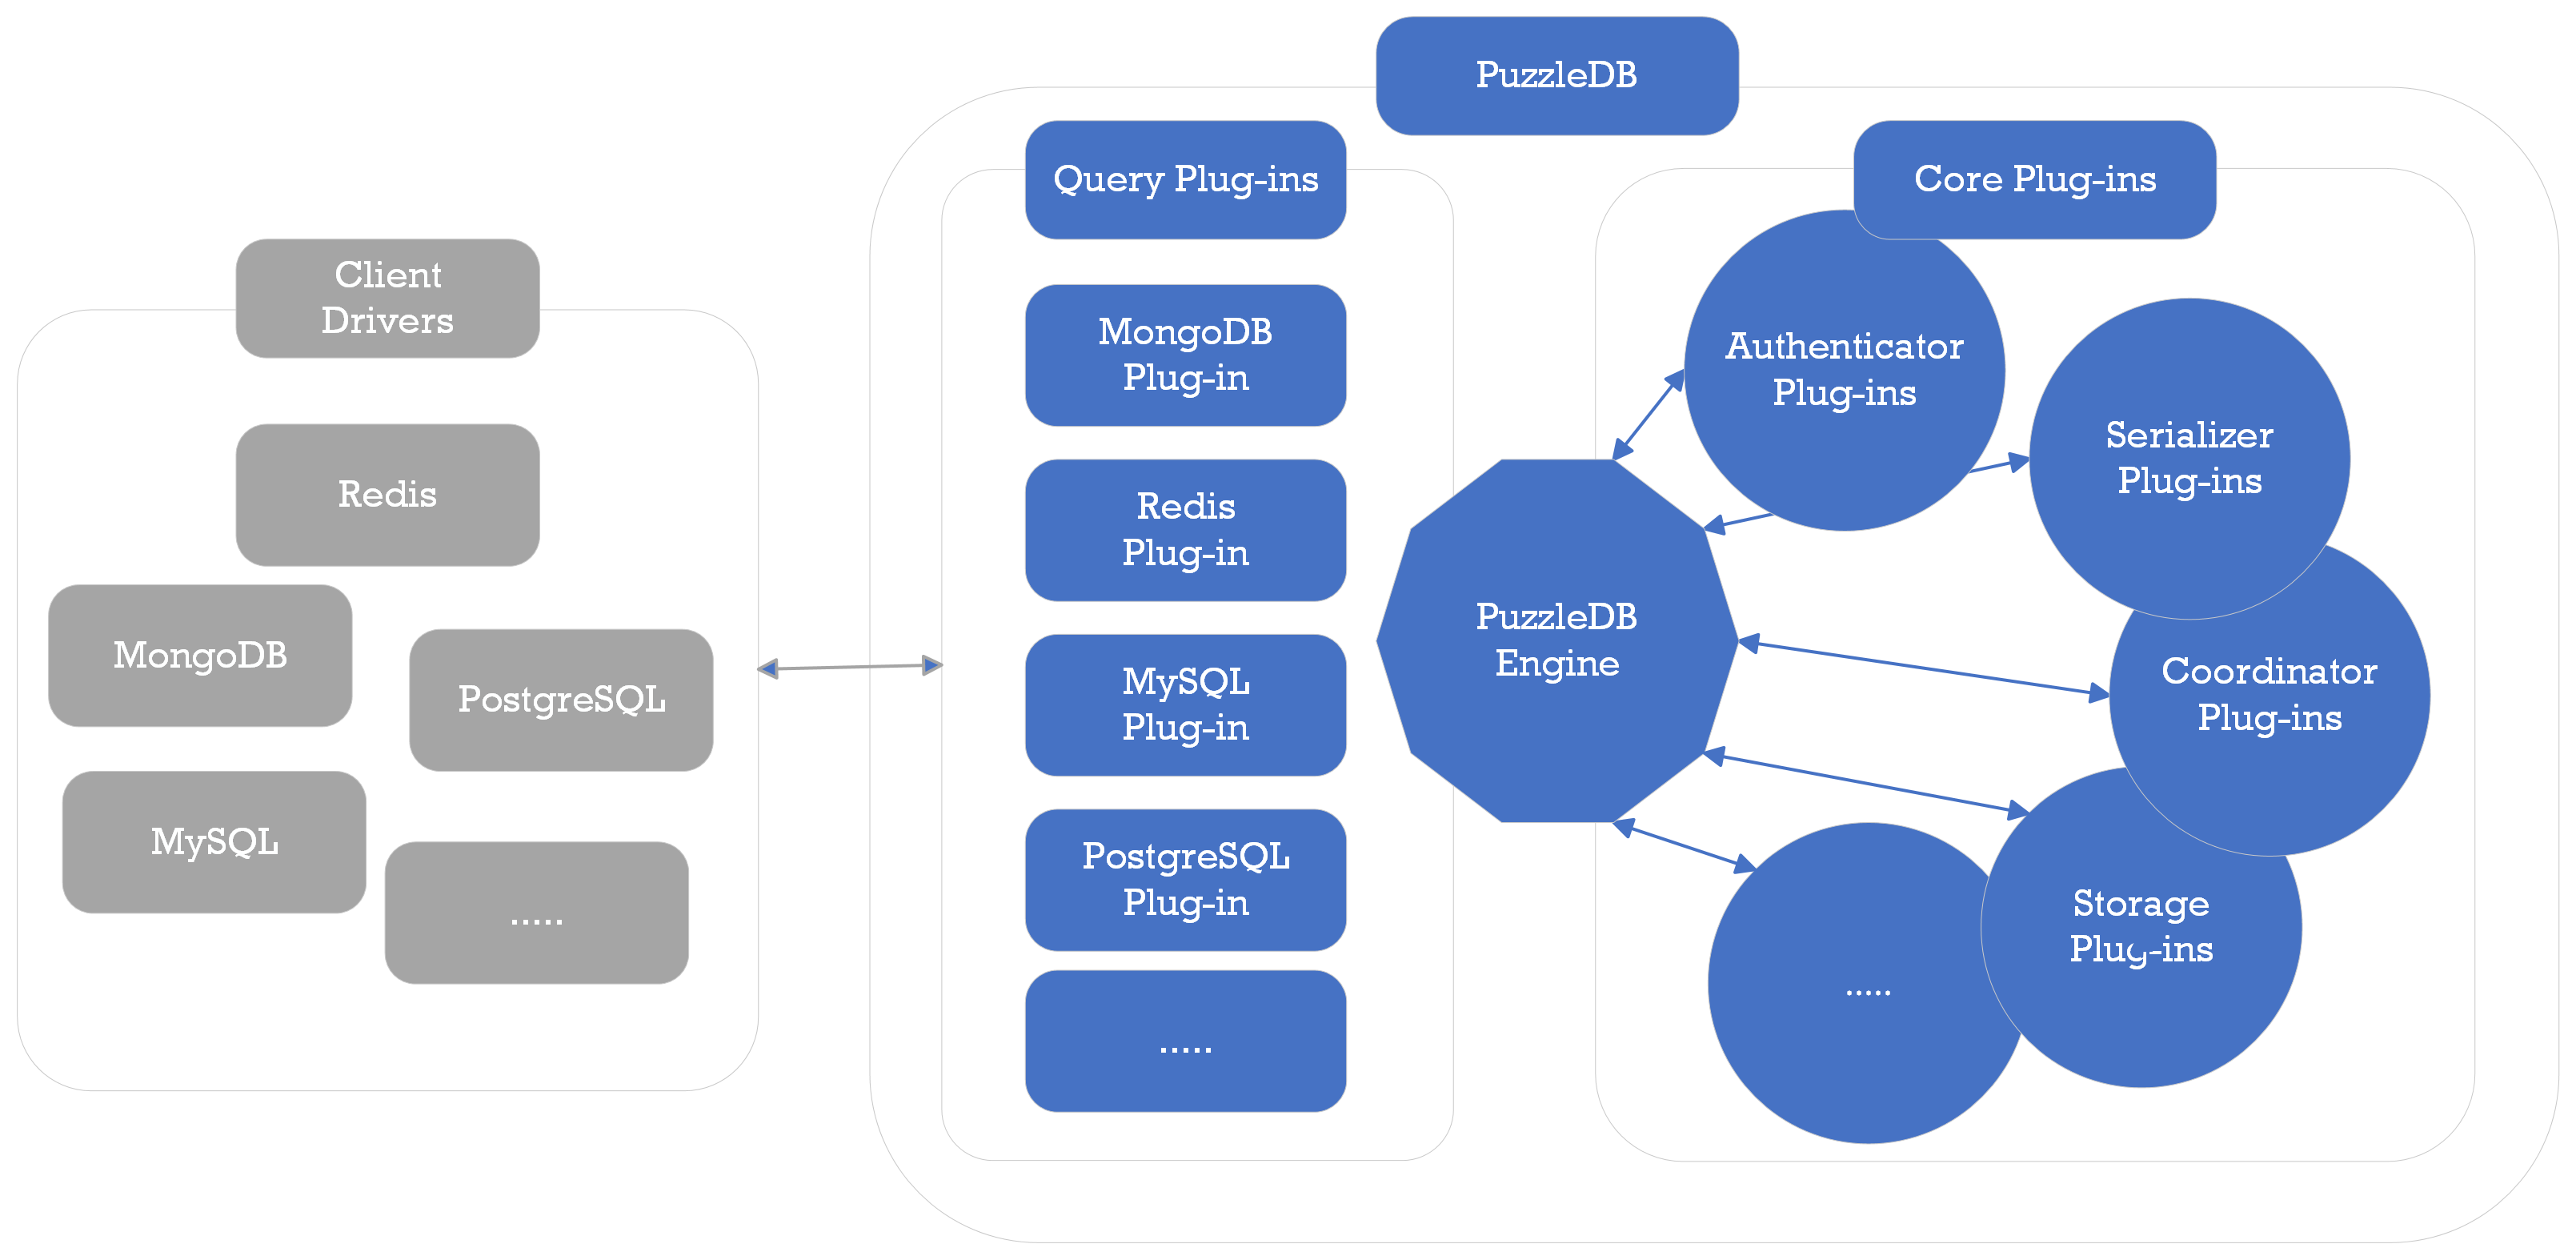 PuzzleDB
Client
Drivers
Redis
MongoDB
PostgreSQL
MySQL
.....
Query Plug-ins
MongoDB
Plug-in
Redis
Plug-in
MySQL
Plug-in
PostgreSQL
Plug-in
.....
PuzzleDB
Engine
Core Plug-ins
Authenticator
Plug-ins
Serializer
Plug-ins
Coordinator
Plug-ins
Storage
Plug-ins
.....